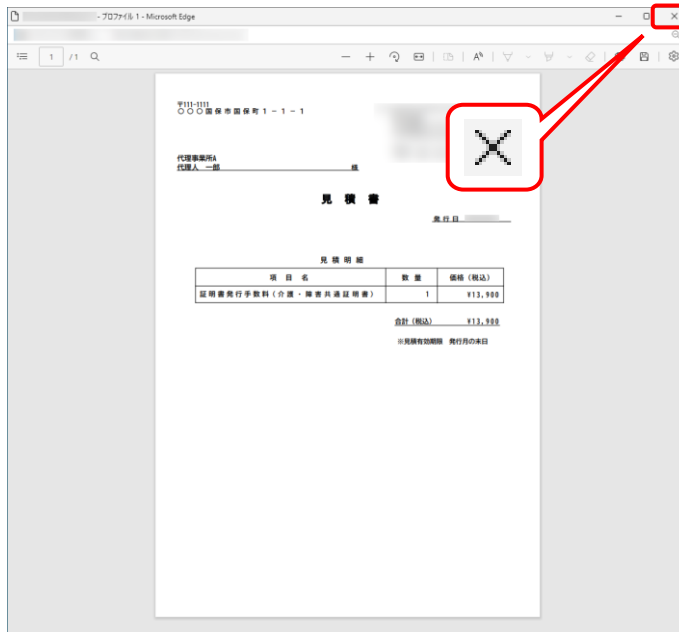 - プロファイル 1 - Microsoft Edge
1 /1
〒111-1111
○○○国保市国保町1-1-1
代理事業所A
代理人 一郎 様
見 積 書
発行日
見積明細
項 目 名 数 量 価格(税込)
証明書発行手数料(介護・障害共通証明書) 1 ¥13,900
合計(税込) ¥13,900
※見積有効期限 発行月の末日